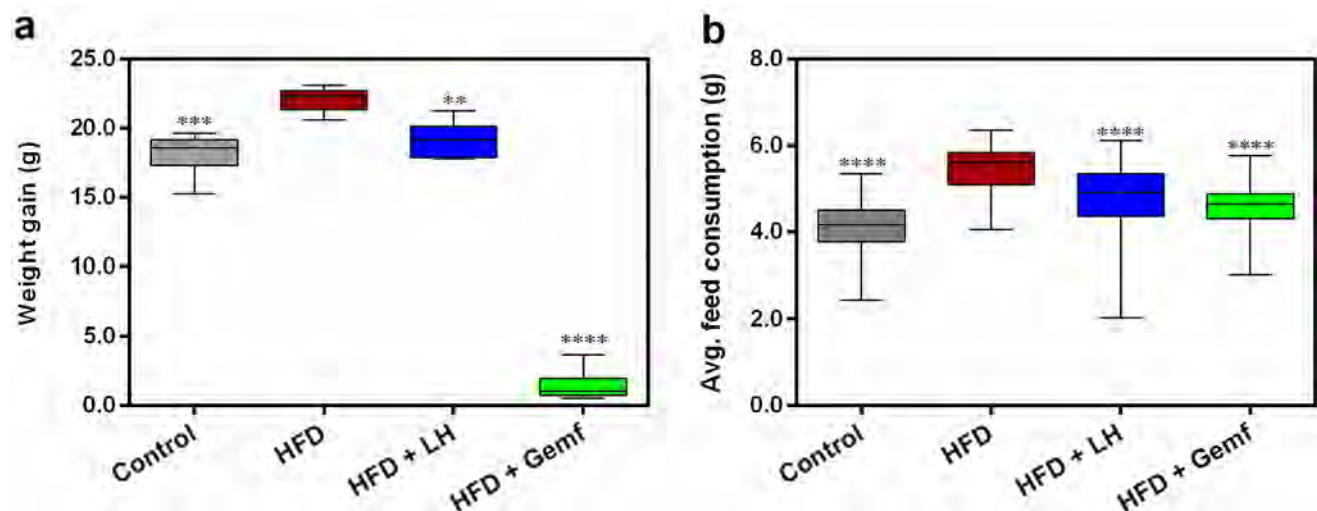 a
Weight gain (g)
25.0
20.0
15.0
10.0
5.0
0.0
***
**
****
Control
HFD
HFD + LH
HFD + Gemf
b
Avg. feed consumption (g)
8.0
6.0
4.0
2.0
0.0
****
****
****
Control
HFD
HFD + LH
HFD + Gemf